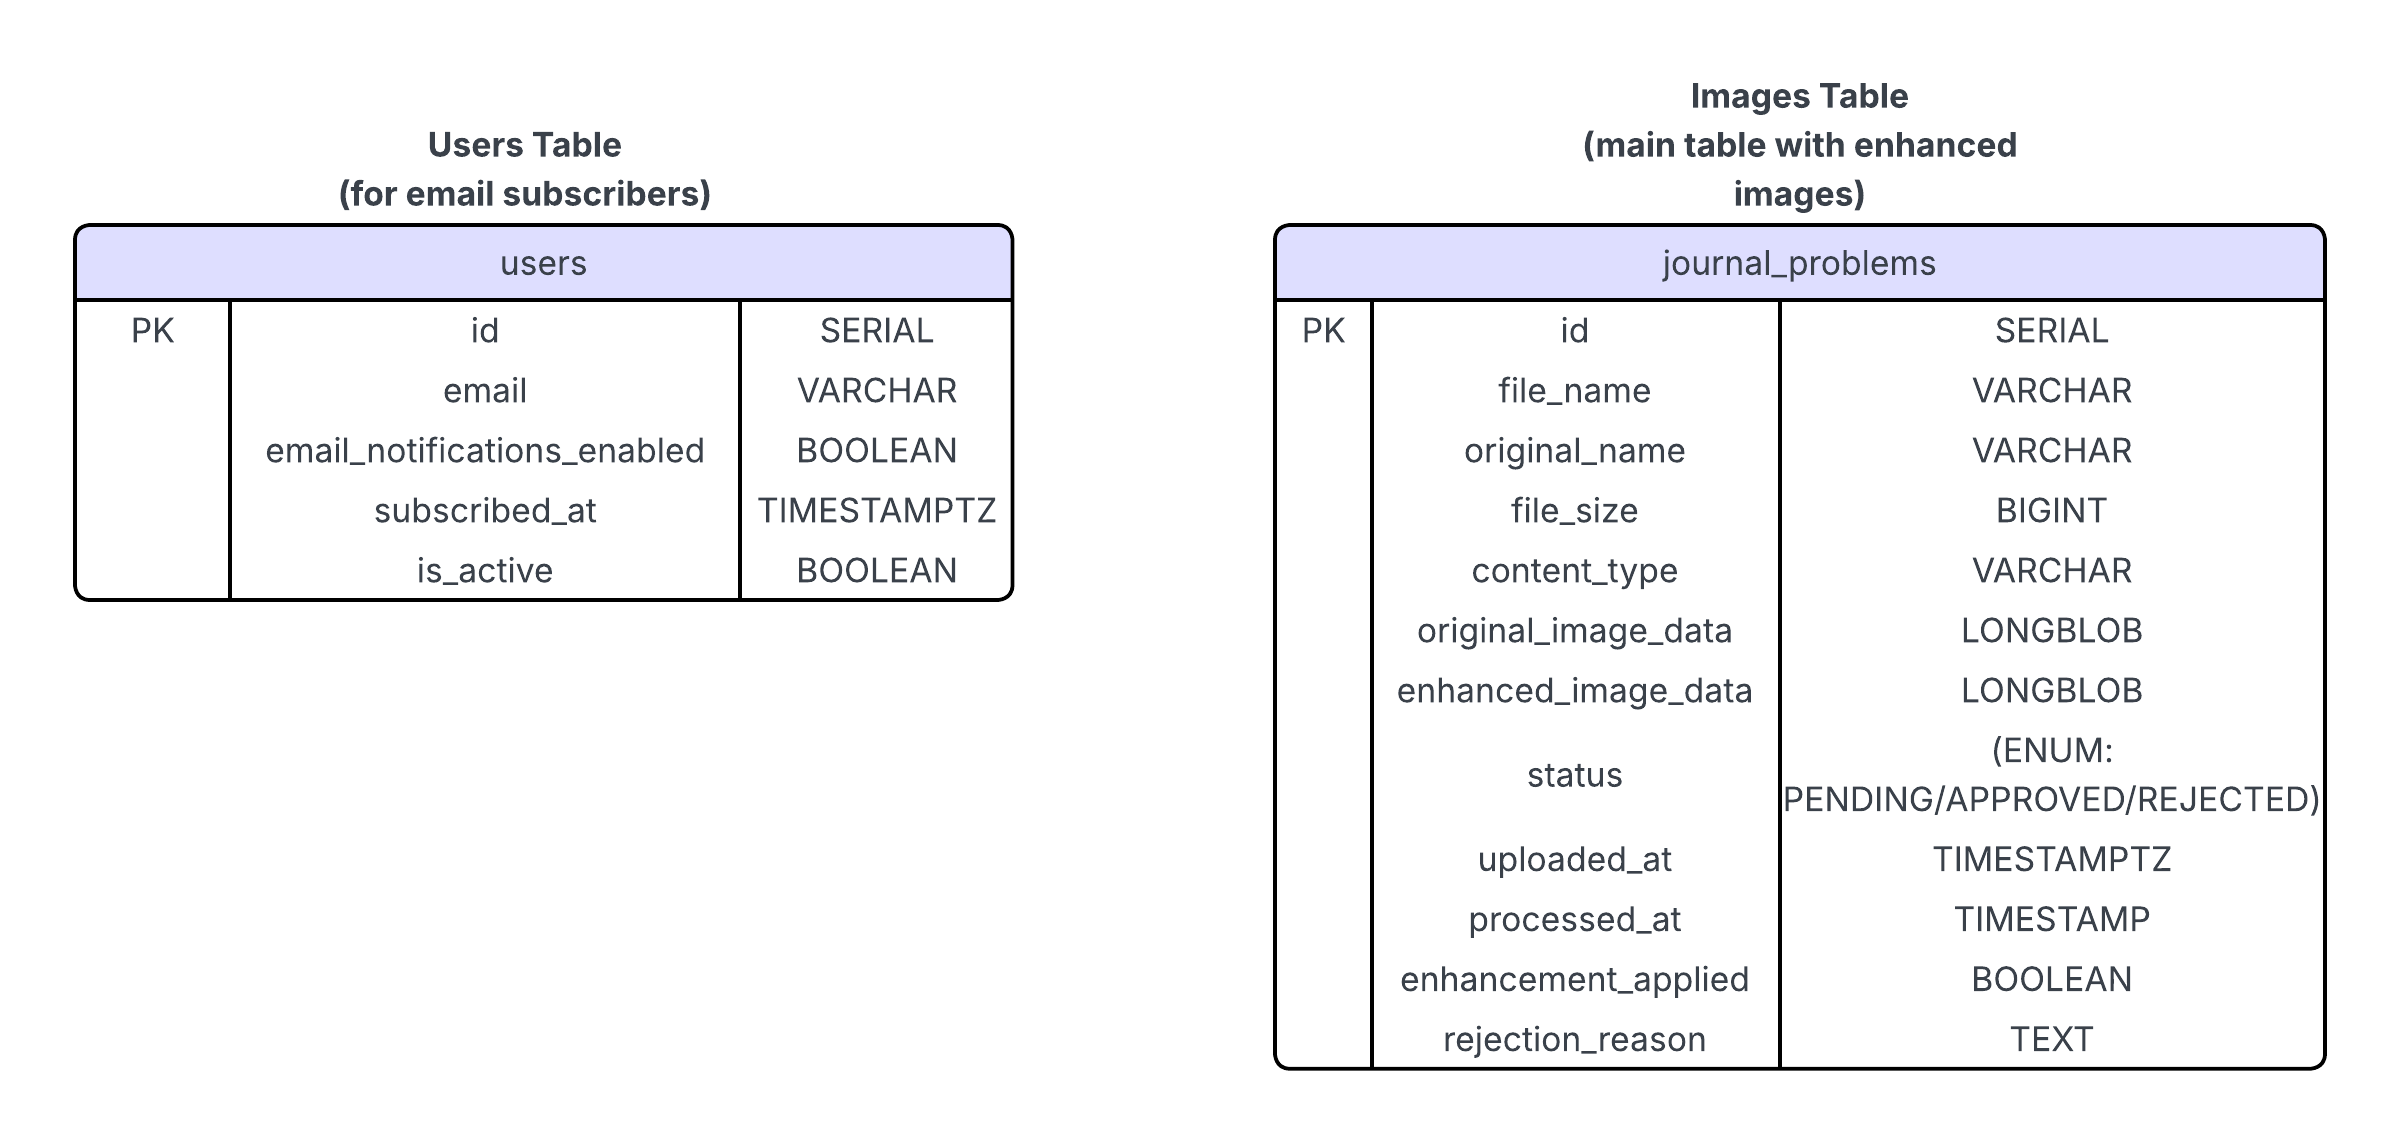 Users Table
(for email subscribers)
users
PK id SERIAL
email VARCHAR
email_notifications_enabled BOOLEAN
subscribed_at TIMESTAMPTZ
is_active BOOLEAN
Images Table
(main table with enhanced
images)
journal_problems
PK id SERIAL
file_name VARCHAR
original_name VARCHAR
file_size BIGINT
content_type VARCHAR
original_image_data LONGBLOB
enhanced_image_data LONGBLOB
status (ENUM:
PENDING/APPROVED/REJECTED)
uploaded_at TIMESTAMPTZ
processed_at TIMESTAMP
enhancement_applied BOOLEAN
rejection_reason TEXT